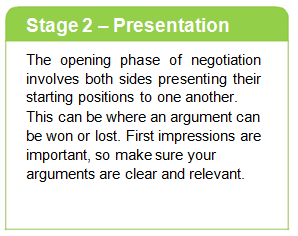 Stage 2 – Presentation
The opening phase of negotiation
involves both sides presenting their
starting positions to one another.
This can be where an argument can
be won or lost. First impressions are
important, so make sure your
arguments are clear and relevant.